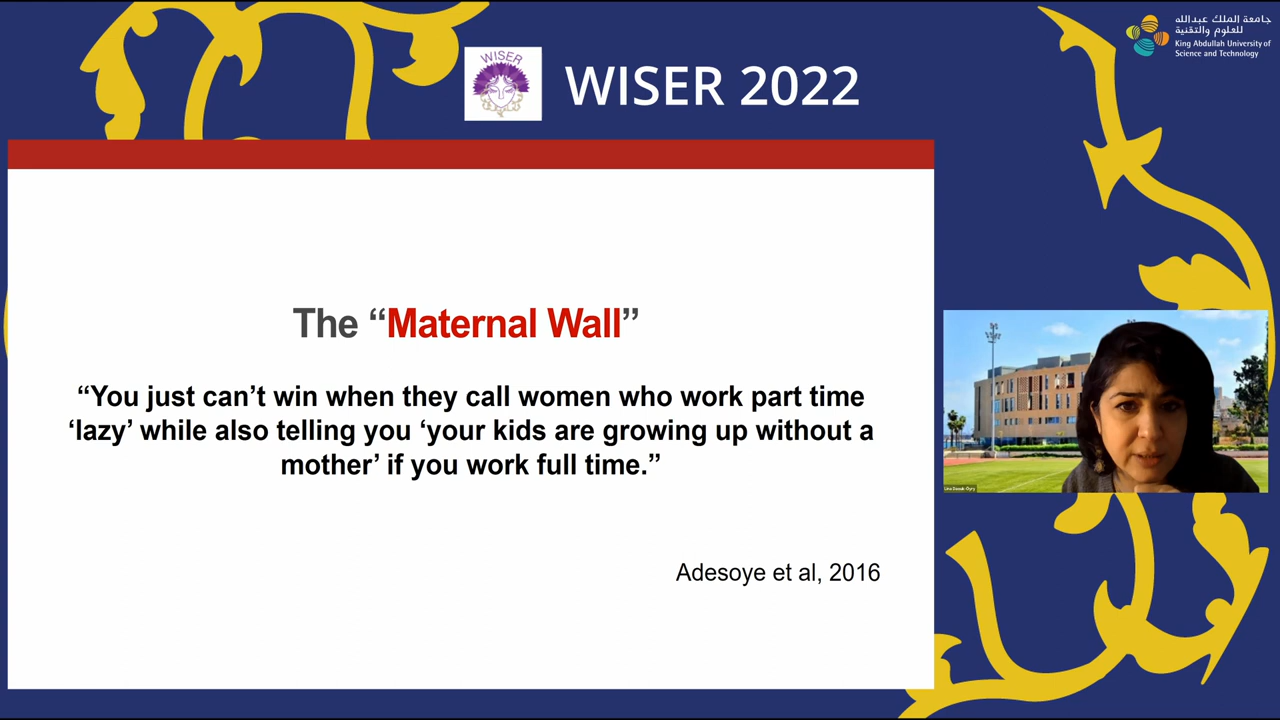 جامعة الملك عبدالله
للعلوم والتقنية
King Abdullah University of
Science and Technology
WISER
WISER 2022
The “Maternal Wall”
“You just can’t win when they call women who work part time
‘lazy’ while also telling you ‘your kids are growing up without a
mother’ if you work full time.”
Adesoye et al, 2016